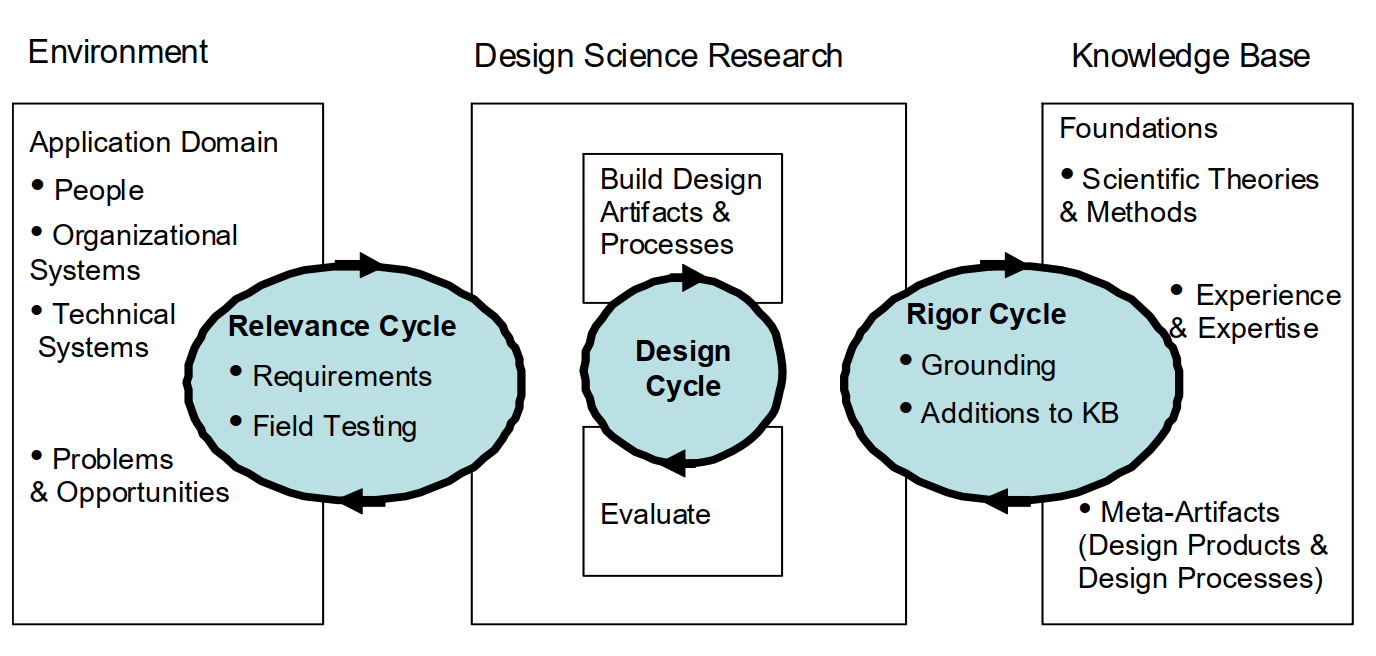 Environment
Application Domain
• People
• Organizational
Systems
• Technical
Systems
• Problems
& Opportunities
Relevance Cycle
• Requirements
• Field Testing
Design Science Research
Build Design
Artifacts &
Processes
Design
Cycle
Evaluate
Rigor Cycle
• Grounding
• Additions to KB
Knowledge Base
Foundations
• Scientific Theories
& Methods
• Experience
& Expertise
• Meta-Artifacts
(Design Products &
Design Processes)